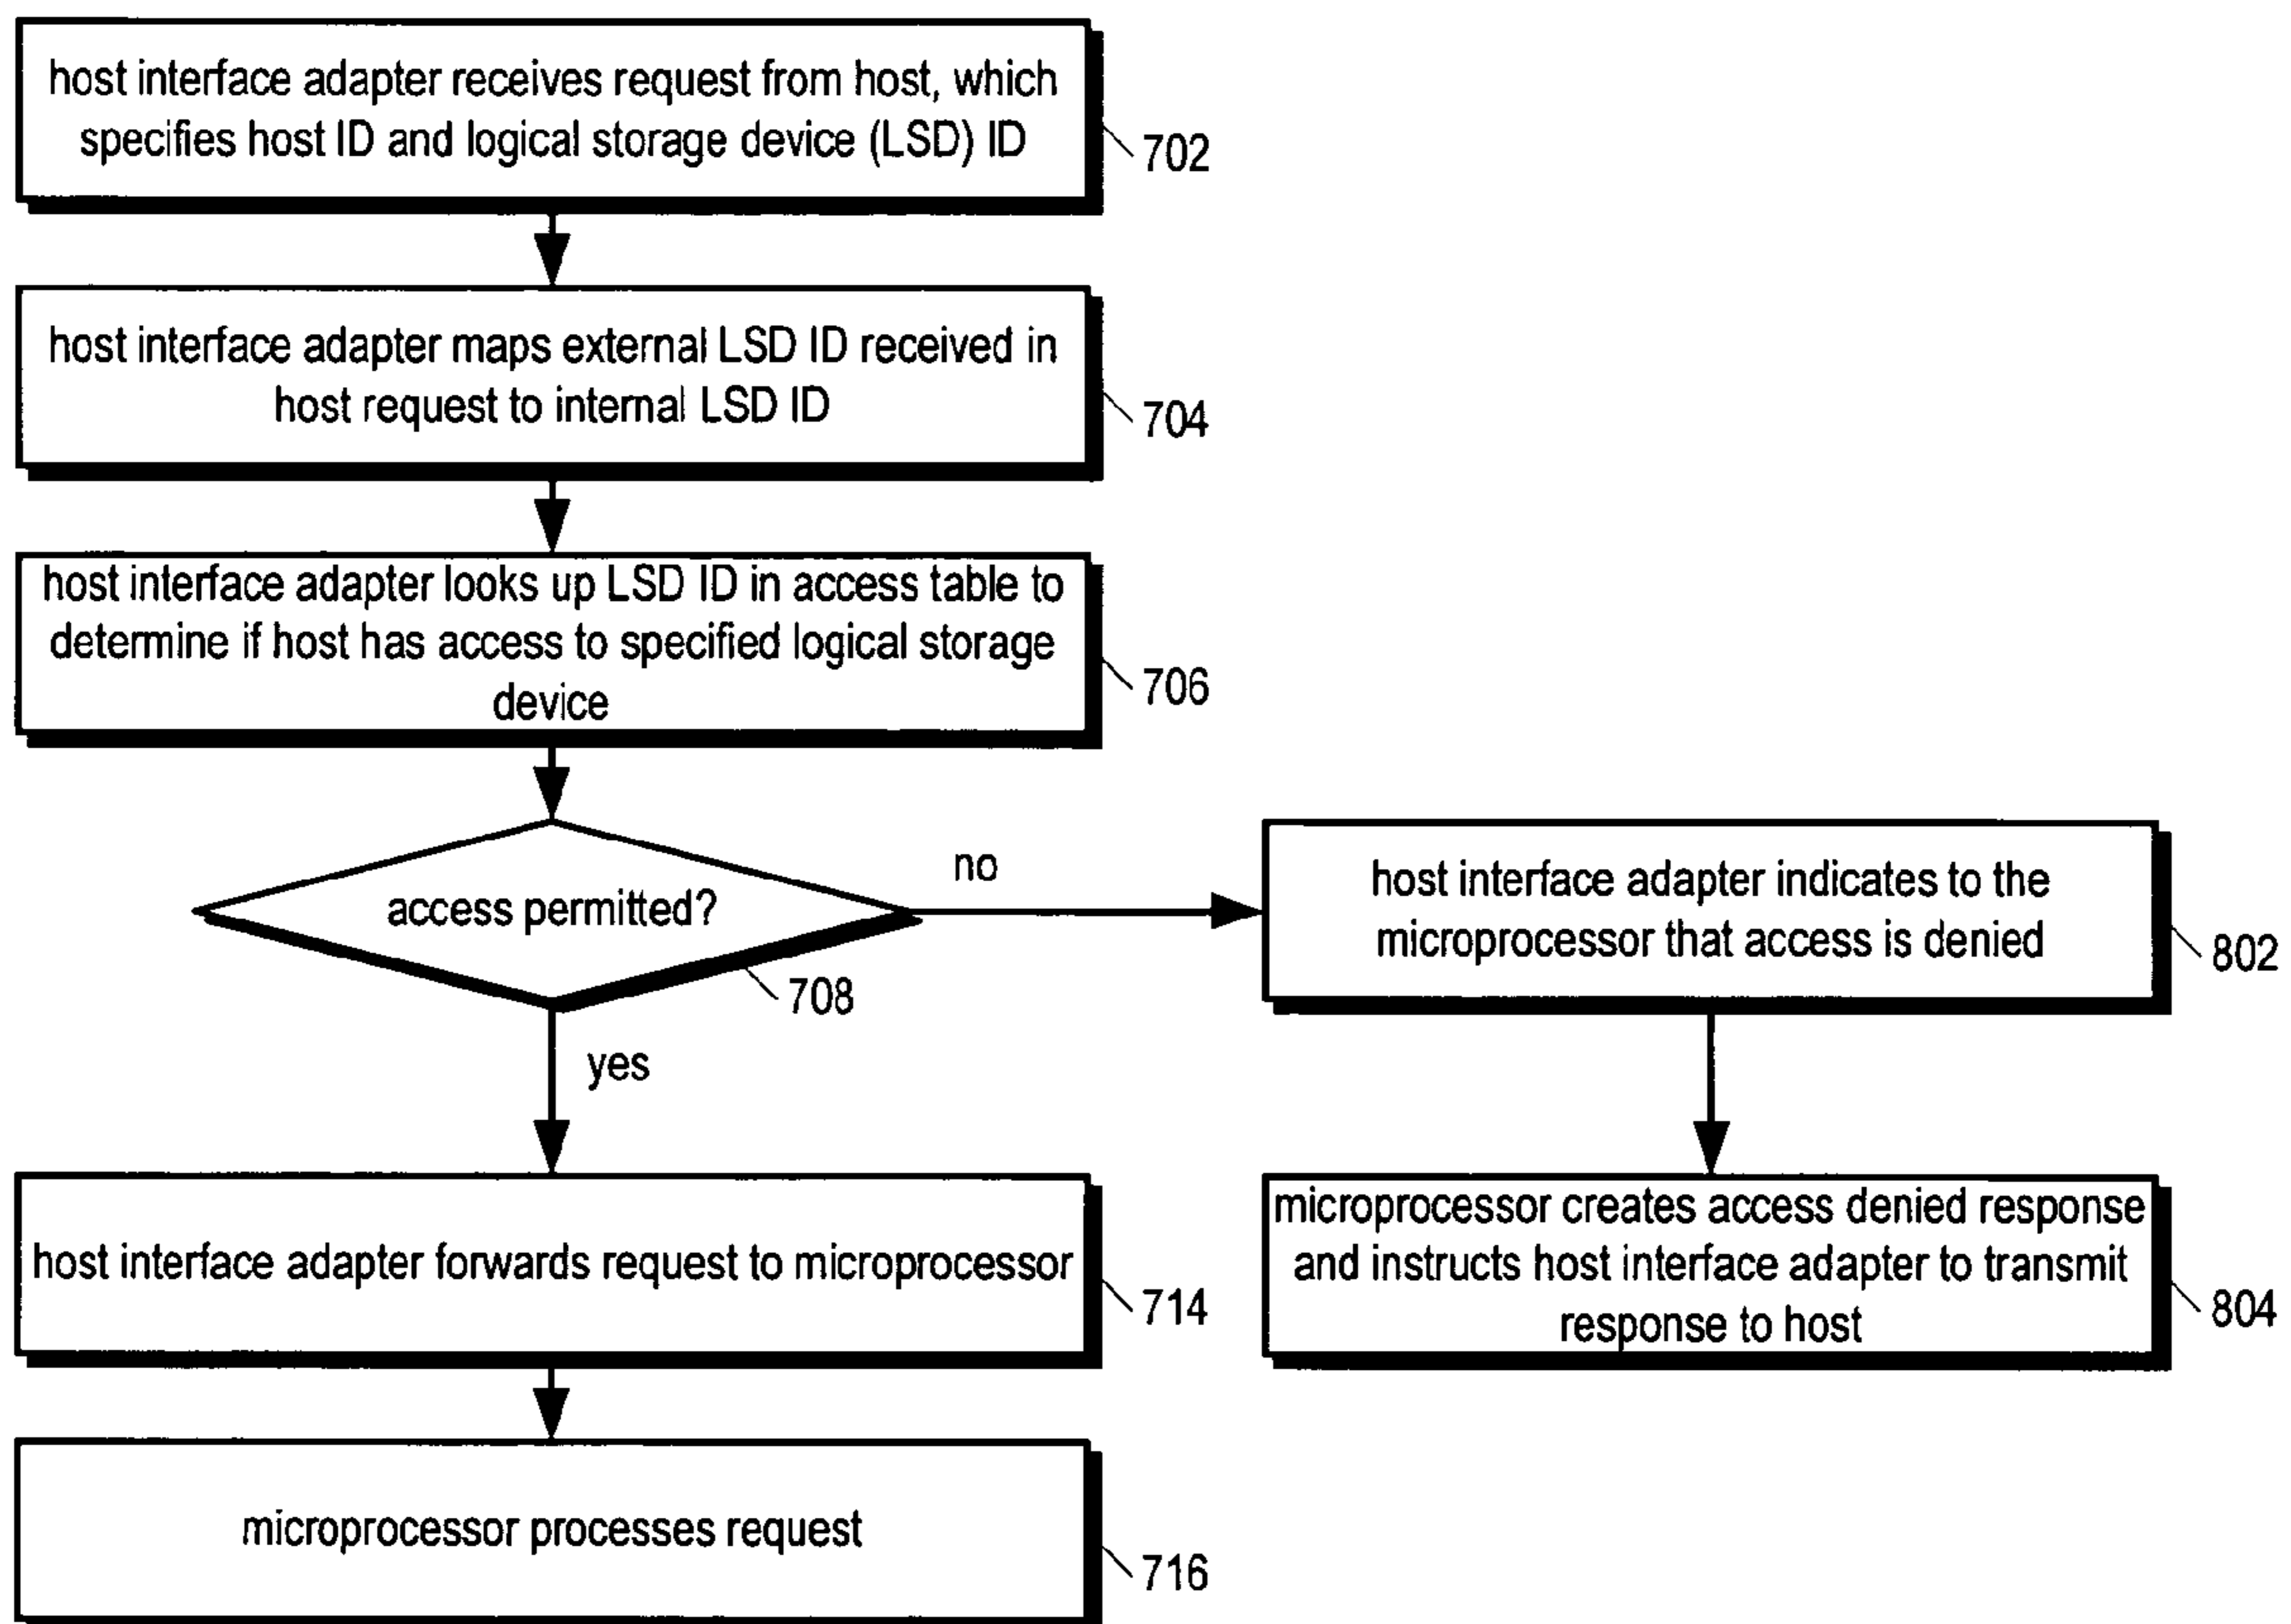 host interface adapter receives request from host, which
specifies host ID and logical storage device (LSD) ID
702
host interface adapter maps external LSD ID received in
host request to internal LSD ID
704
host interface adapter looks up LSD ID in access table to
determine if host has access to specified logical storage
device
706
access permitted?
708
no
yes
host interface adapter indicates to the
microprocessor that access is denied
802
microprocessor creates access denied response
and instructs host interface adapter to transmit
response to host
804
host interface adapter forwards request to microprocessor
714
microprocessor processes request
716